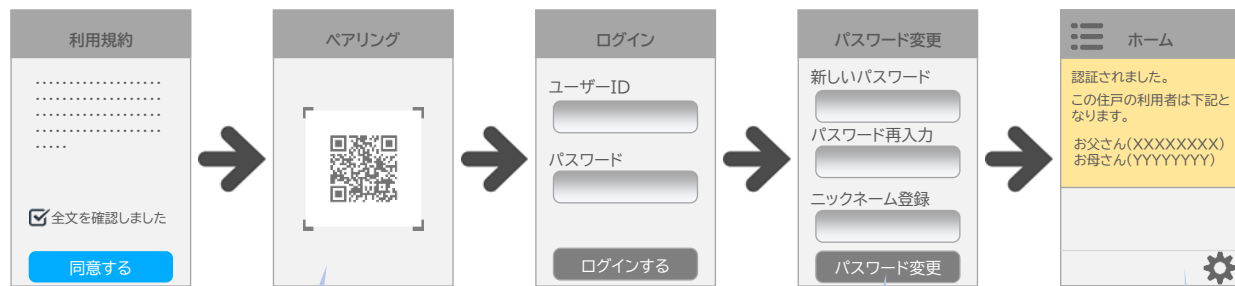 利用規約
全文を確認しました
同意する
ペアリング
ログイン
ユーザーID
パスワード
ログインする
パスワード変更
新しいパスワード
パスワード再入力
ニックネーム登録
パスワード変更
ホーム
認証されました。
この住戸の利用者は下記と
なります。
お父さん(XXXXXXXX)
お母さん(YYYYYYYY)